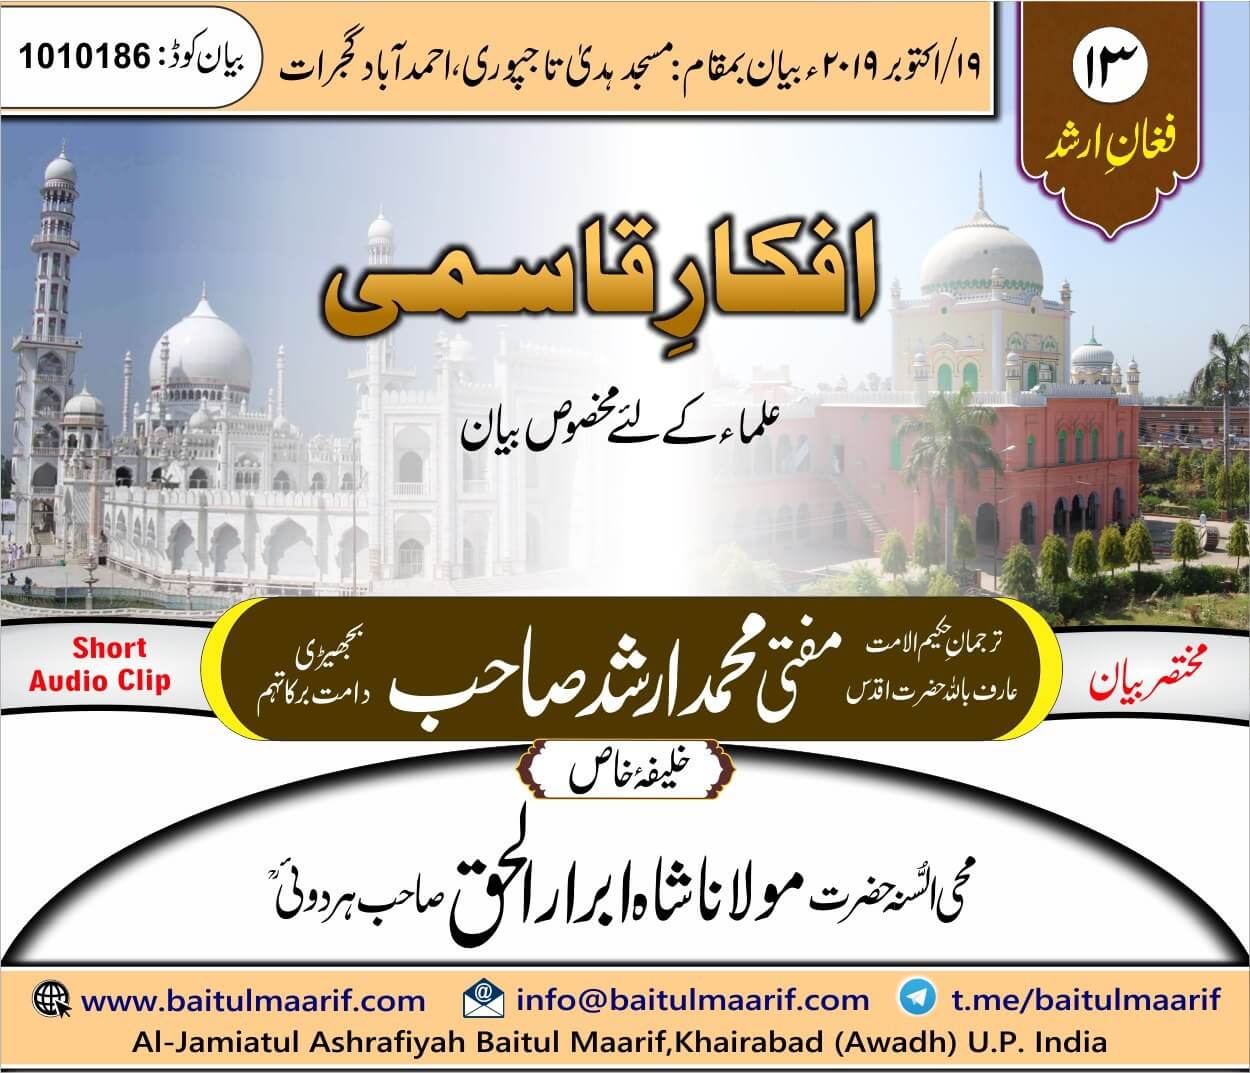 ۱۹/اکتوبر ۲۰۱۹ء بیان بمقام: مسجد ہدیٰ تاجپوری، احمد آباد گجرات
بیان کوڈ: 1010186
۱۳
فغانِ ارشد
افکارِ قاسمی
علماء کے لئے مخصوص بیان
ترجمانِ حکیم الامت
عارف باللہ حضرت اقدس
مفتی محمد ارشد صاحب
بجھیڑی
دامت برکاتہم
مختصر بیان
Short
Audio Clip
خلیفۂ خاص
محی السنہ حضرت مولانا شاہ ابرار الحق صاحب ہردوئیؒ
www.baitulmaarif.com
info@baitulmaarif.com
t.me/baitulmaarif
Al-Jamiatul Ashrafiyah Baitul Maarif,Khairabad (Awadh) U.P. India